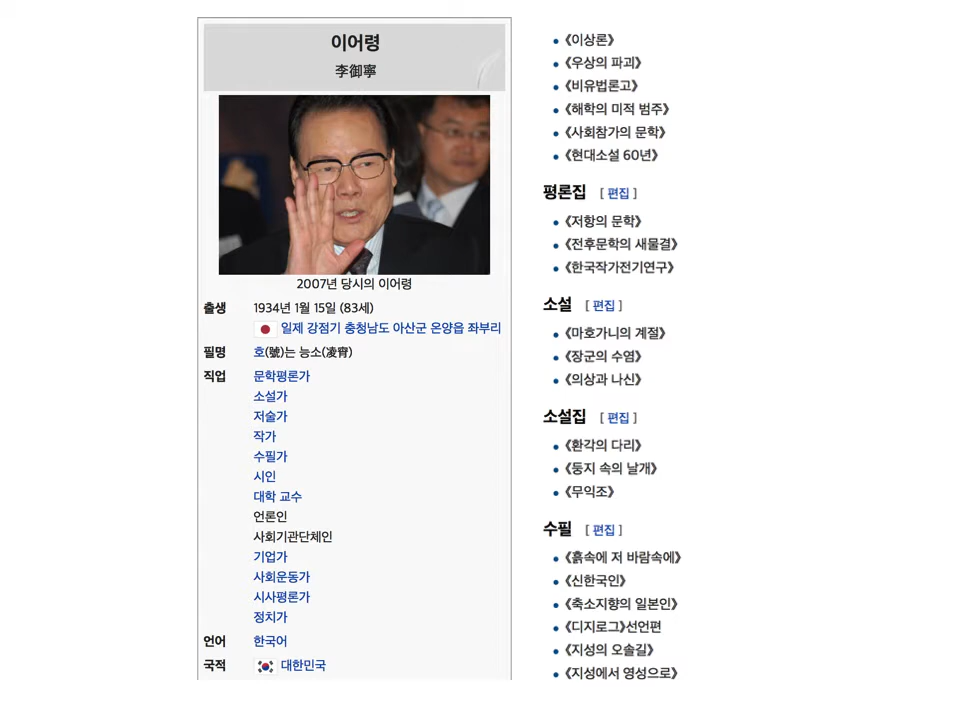 이어령
李御寧
2007년 당시의 이어령
출생 1934년 1월 15일 (83세)
일제 강점기 충청남도 아산군 온양읍 좌부리
필명 호(號)는 능소(凌宵)
직업 문학평론가
소설가
저술가
작가
수필가
시인
대학 교수
언론인
사회기관단체인
기업가
사회운동가
시사평론가
정치가
언어 한국어
국적 대한민국
《이상론》
《우상의 파괴》
《비유법론고》
《해학의 미적 범주》
《사회참가의 문학》
《현대소설 60년》
평론집 [ 편집 ]
《저항의 문학》
《전후문학의 새물결》
《한국작가전기연구》
소설 [ 편집 ]
《마호가니의 계절》
《장군의 수염》
《의상과 나신》
소설집 [ 편집 ]
《환각의 다리》
《둥지 속의 날개》
《무익조》
수필 [ 편집 ]
《흙속에 저 바람속에》
《신한국인》
《축소지향의 일본인》
《디지로그》선언편
《지성의 오솔길》
《지성에서 영성으로》